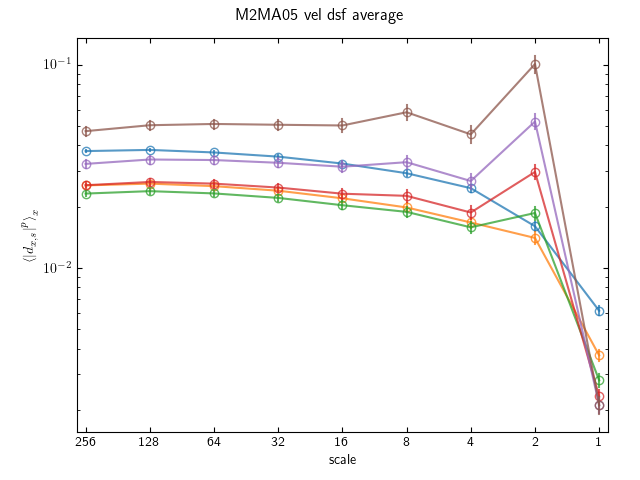 M2MA05 vel dsf average
10⁻¹
10⁻²
⟨|d_{x,s}|^p⟩_x
256 128 64 32 16 8 4 2 1
scale